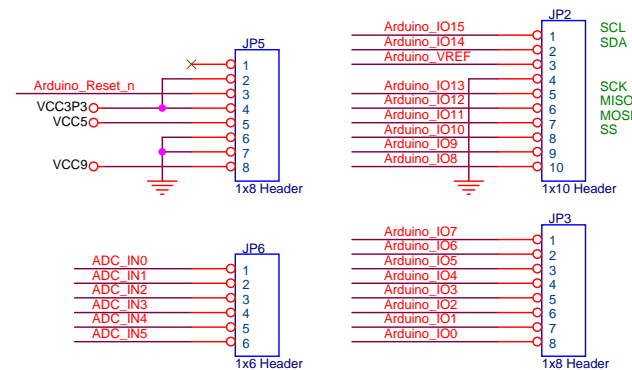 JP5
1
2
Arduino_Reset_n 3
VCC3P3 4
VCC5 5
6
7
VCC9 8
1x8 Header
JP2
Arduino_IO15 1 SCL
Arduino_IO14 2 SDA
Arduino_VREF 3
4
Arduino_IO13 5 SCK
Arduino_IO12 6 MISO
Arduino_IO11 7 MOSI
Arduino_IO10 8 SS
Arduino_IO9 9
Arduino_IO8 10
1x10 Header
JP6
ADC_IN0 1
ADC_IN1 2
ADC_IN2 3
ADC_IN3 4
ADC_IN4 5
ADC_IN5 6
1x6 Header
JP3
Arduino_IO7 1
Arduino_IO6 2
Arduino_IO5 3
Arduino_IO4 4
Arduino_IO3 5
Arduino_IO2 6
Arduino_IO1 7
Arduino_IO0 8
1x8 Header